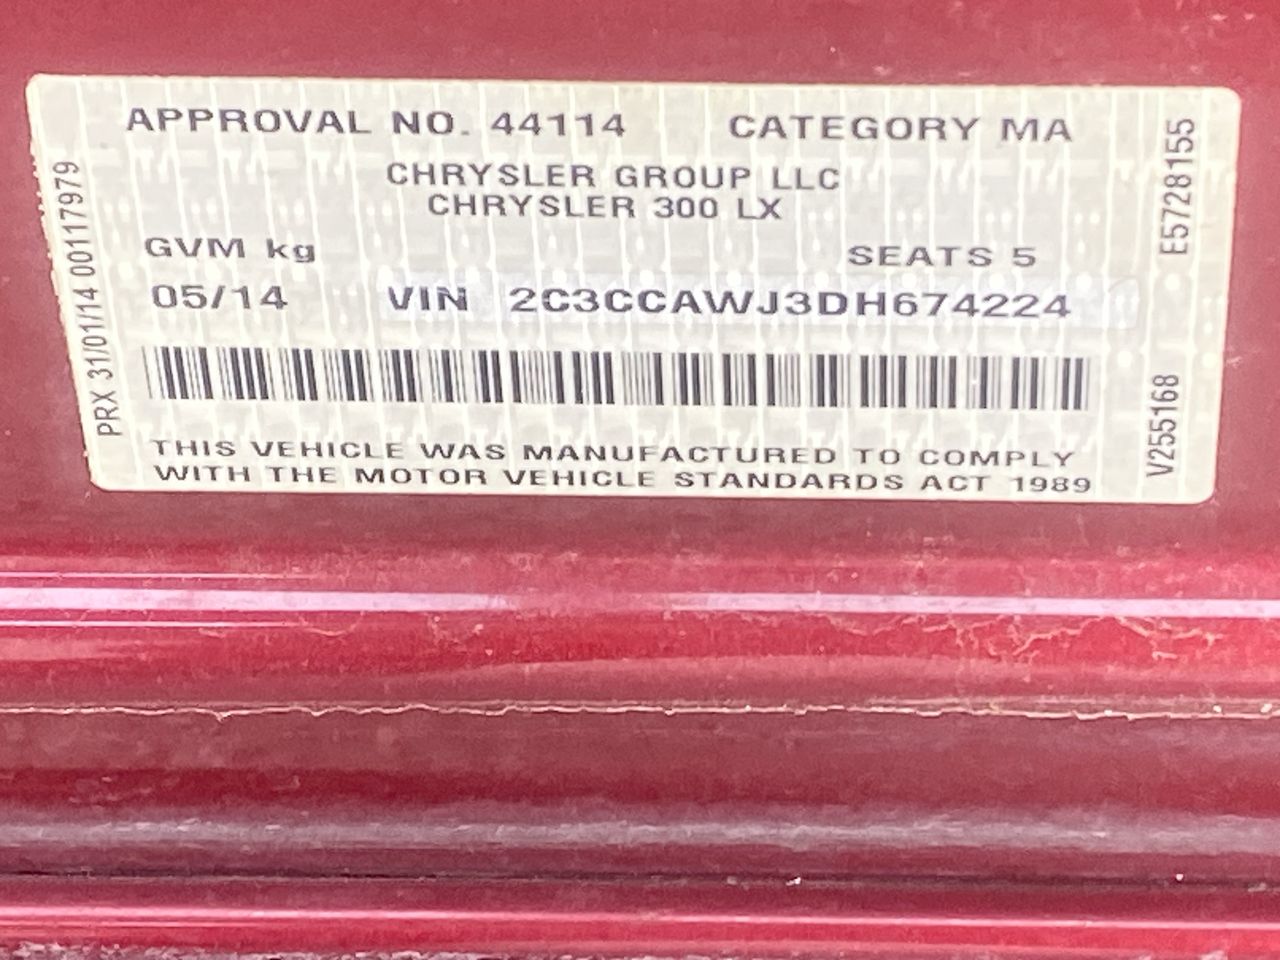 APPROVAL NO. 44114 CATEGORY MA
CHRYSLER GROUP LLC
CHRYSLER 300 LX
GVM kg SEATS 5
05/14 VIN 2C3CCAWJ3DH674224
THIS VEHICLE WAS MANUFACTURED TO COMPLY
WITH THE MOTOR VEHICLE STANDARDS ACT 1989
PRX 31/01/14 00117979
V255168 E5728155